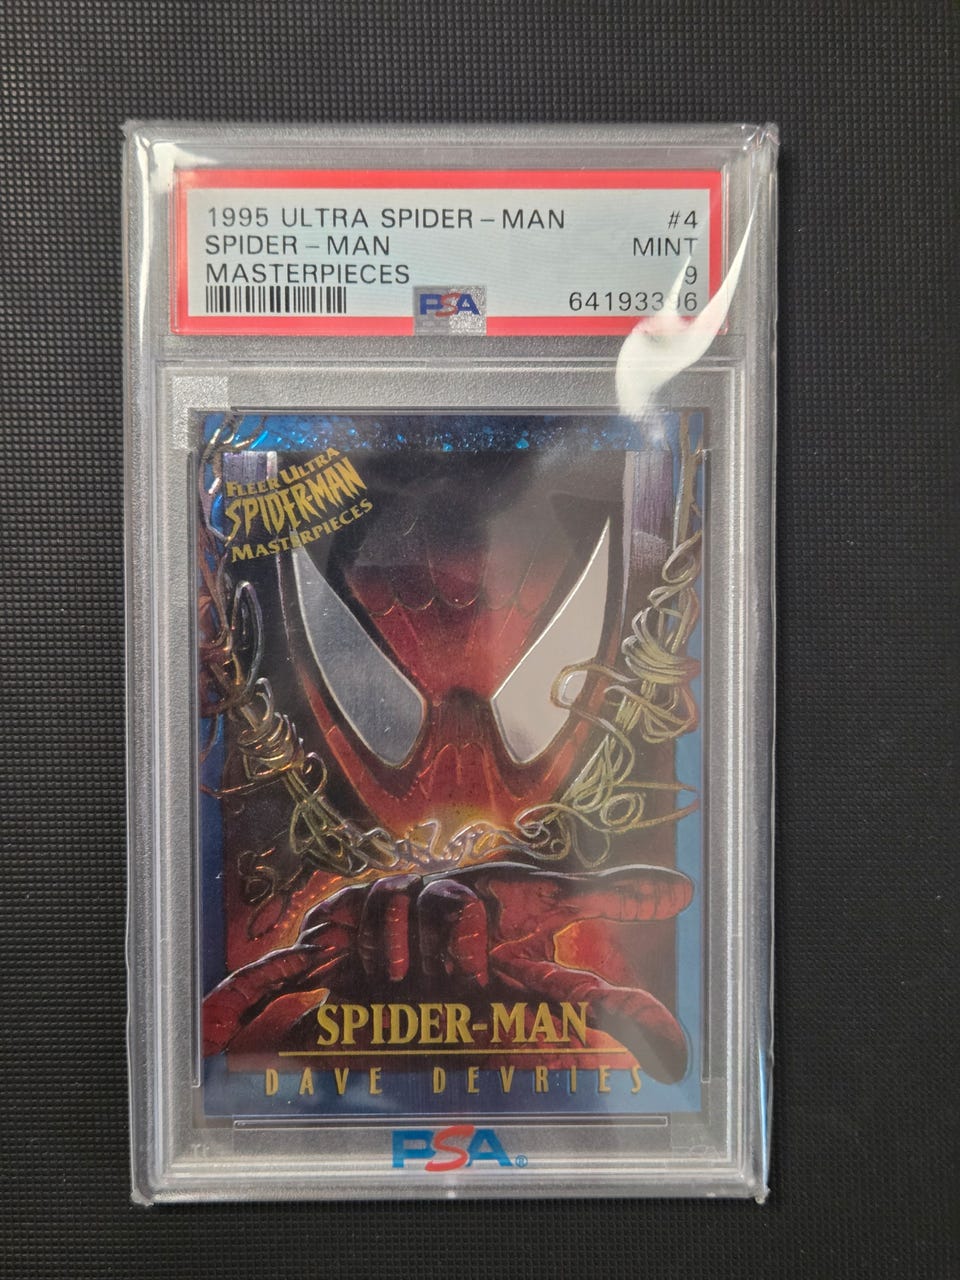 1995 ULTRA SPIDER-MAN #4
SPIDER-MAN MINT
MASTERPIECES 9
PSA 64193396
FLEER ULTRA
SPIDER-MAN
MASTERPIECES
SPIDER-MAN
DAVE DEVRIES
PSA®